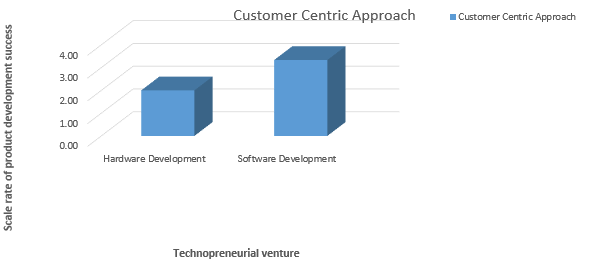 Customer Centric Approach
Customer Centric Approach
Scale rate of product development success
4.00
3.00
2.00
1.00
0.00
Hardware Development
Software Development
Technopreneurial venture